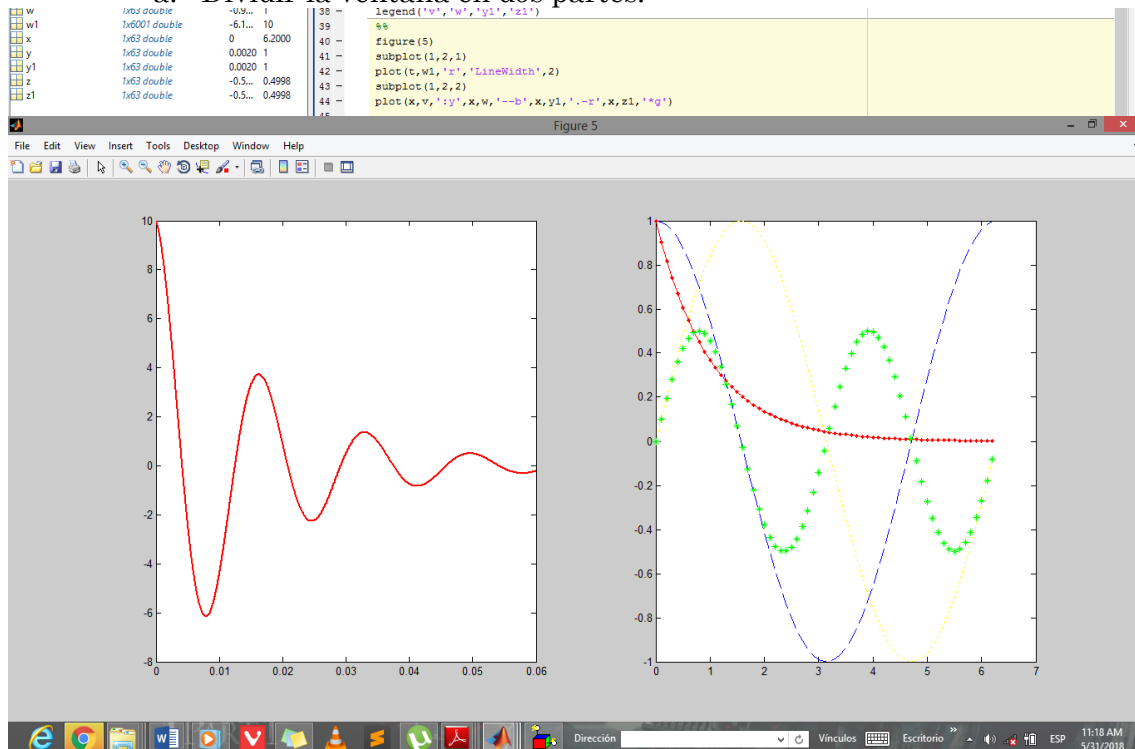 a. Dividir la ventana en dos partes.
w 1x63 double -0.9... 1
w1 1x6001 double -6.1... 10
x 1x63 double 0 6.2000
y 1x63 double 0.0020 1
y1 1x63 double 0.0020 1
z 1x63 double -0.5... 0.4998
z1 1x63 double -0.5... 0.4998
38 - legend('v','w','y1','z1')
39 %%
40 - figure(5)
41 - subplot(1,2,1)
42 - plot(t,w1,'r','LineWidth',2)
43 - subplot(1,2,2)
44 - plot(x,v,':y',x,w,'--b',x,y1,'.-r',x,z1,'*g')
Figure 5
File Edit View Insert Tools Desktop Window Help
10
8
6
4
2
0
-2
-4
-6
-8
0 0.01 0.02 0.03 0.04 0.05 0.06
1
0.8
0.6
0.4
0.2
0
-0.2
-0.4
-0.6
-0.8
-1
0 1 2 3 4 5 6 7
Dirección
Vínculos
Escritorio
ESP
11:18 AM
5/31/2018